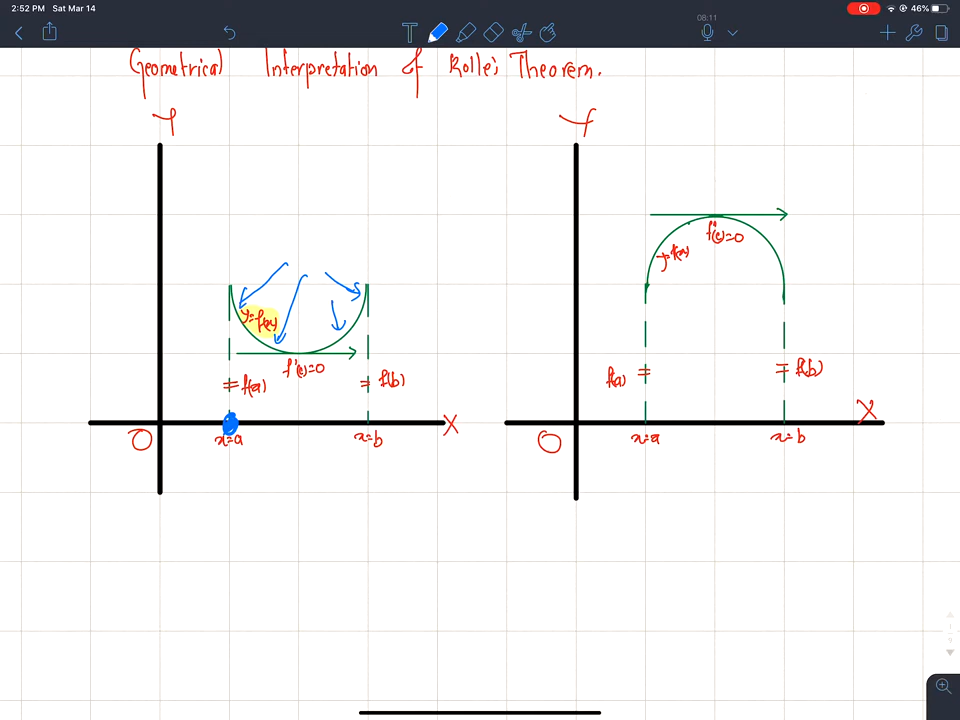 2:52 PM Sat Mar 14
46%
08:11
T
Geometrical Interpretation of Rolle's Theorem.
Y
Y
f'(c)=0
y=f(x)
y=f(x)
f'(c)=0
= f(a)
= f(b)
f(a) =
= f(b)
O
x=a
x=b
X
O
x=a
x=b
X